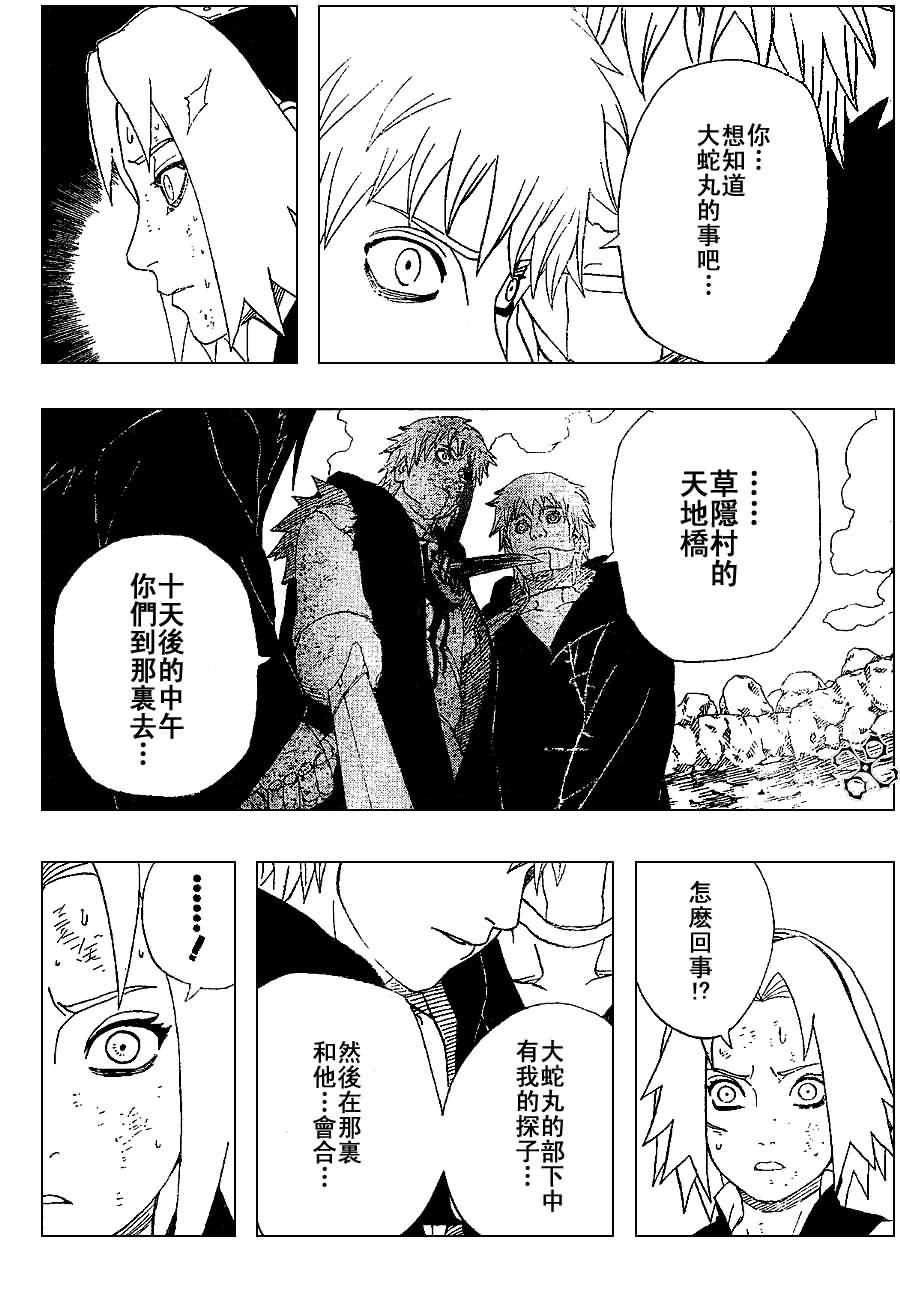 你…
想知道
大蛇丸的事吧…
……
草隱村的
天地橋
十天後的中午
你們到那裏去…
怎麽回事!?
大蛇丸的部下中
有我的探子…
然後在那裏
和他…會合…
……!